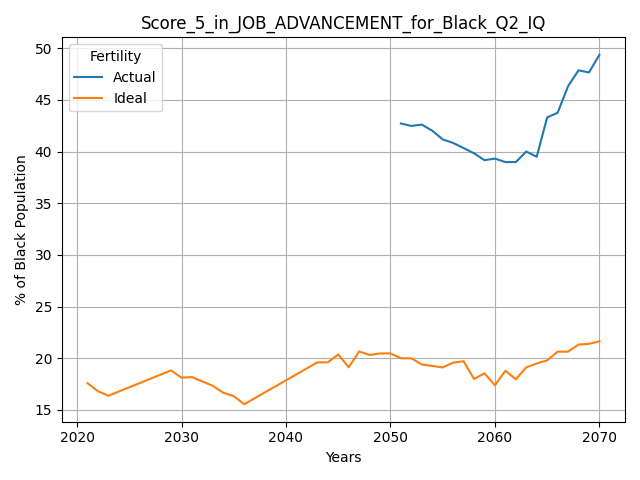 Score_5_in_JOB_ADVANCEMENT_for_Black_Q2_IQ
Fertility
Actual
Ideal
% of Black Population
50
45
40
35
30
25
20
15
2020 2030 2040 2050 2060 2070
Years